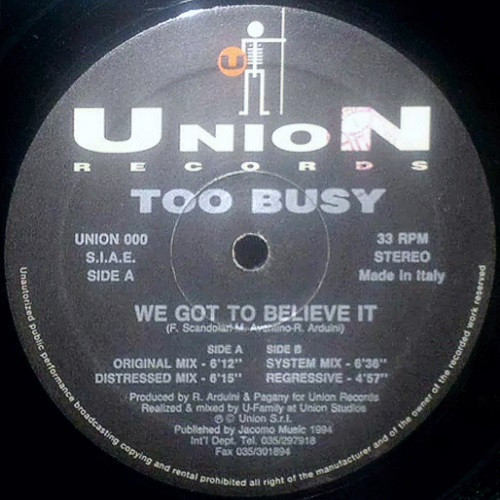 U
UNION
RECORDS
TOO BUSY
UNION 000
S.I.A.E.
SIDE A
33 RPM
STEREO
Made in Italy
WE GOT TO BELIEVE IT
(F. Scandolari-M. Avellino-R. Arduini)
SIDE A
ORIGINAL MIX - 6'12"
DISTRESSED MIX - 6'15"
SIDE B
SYSTEM MIX - 6'36"
REGRESSIVE - 4'57"
Produced by R. Arduini & Pagany for Union Records
Realized & mixed by U-Family at Union Studios
℗ © Union S.r.l.
Published by Jacomo Music 1994
Int'l Dept. Tel. 035/297918
Fax 035/301894
Unautorized public performance broadcasting copying and rental prohibited all right of the manufacturer and of the owner of the recorded work reserved